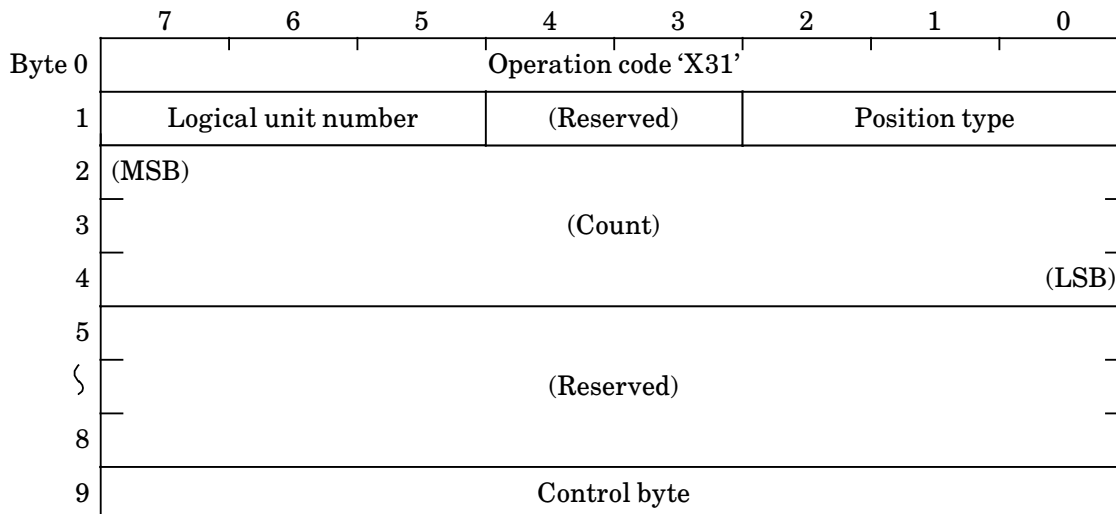 7 6 5 4 3 2 1 0
Byte 0 Operation code ‘X31’
1 Logical unit number (Reserved) Position type
2 (MSB)
3 (Count)
4 (LSB)
5
(Reserved)
8
9 Control byte